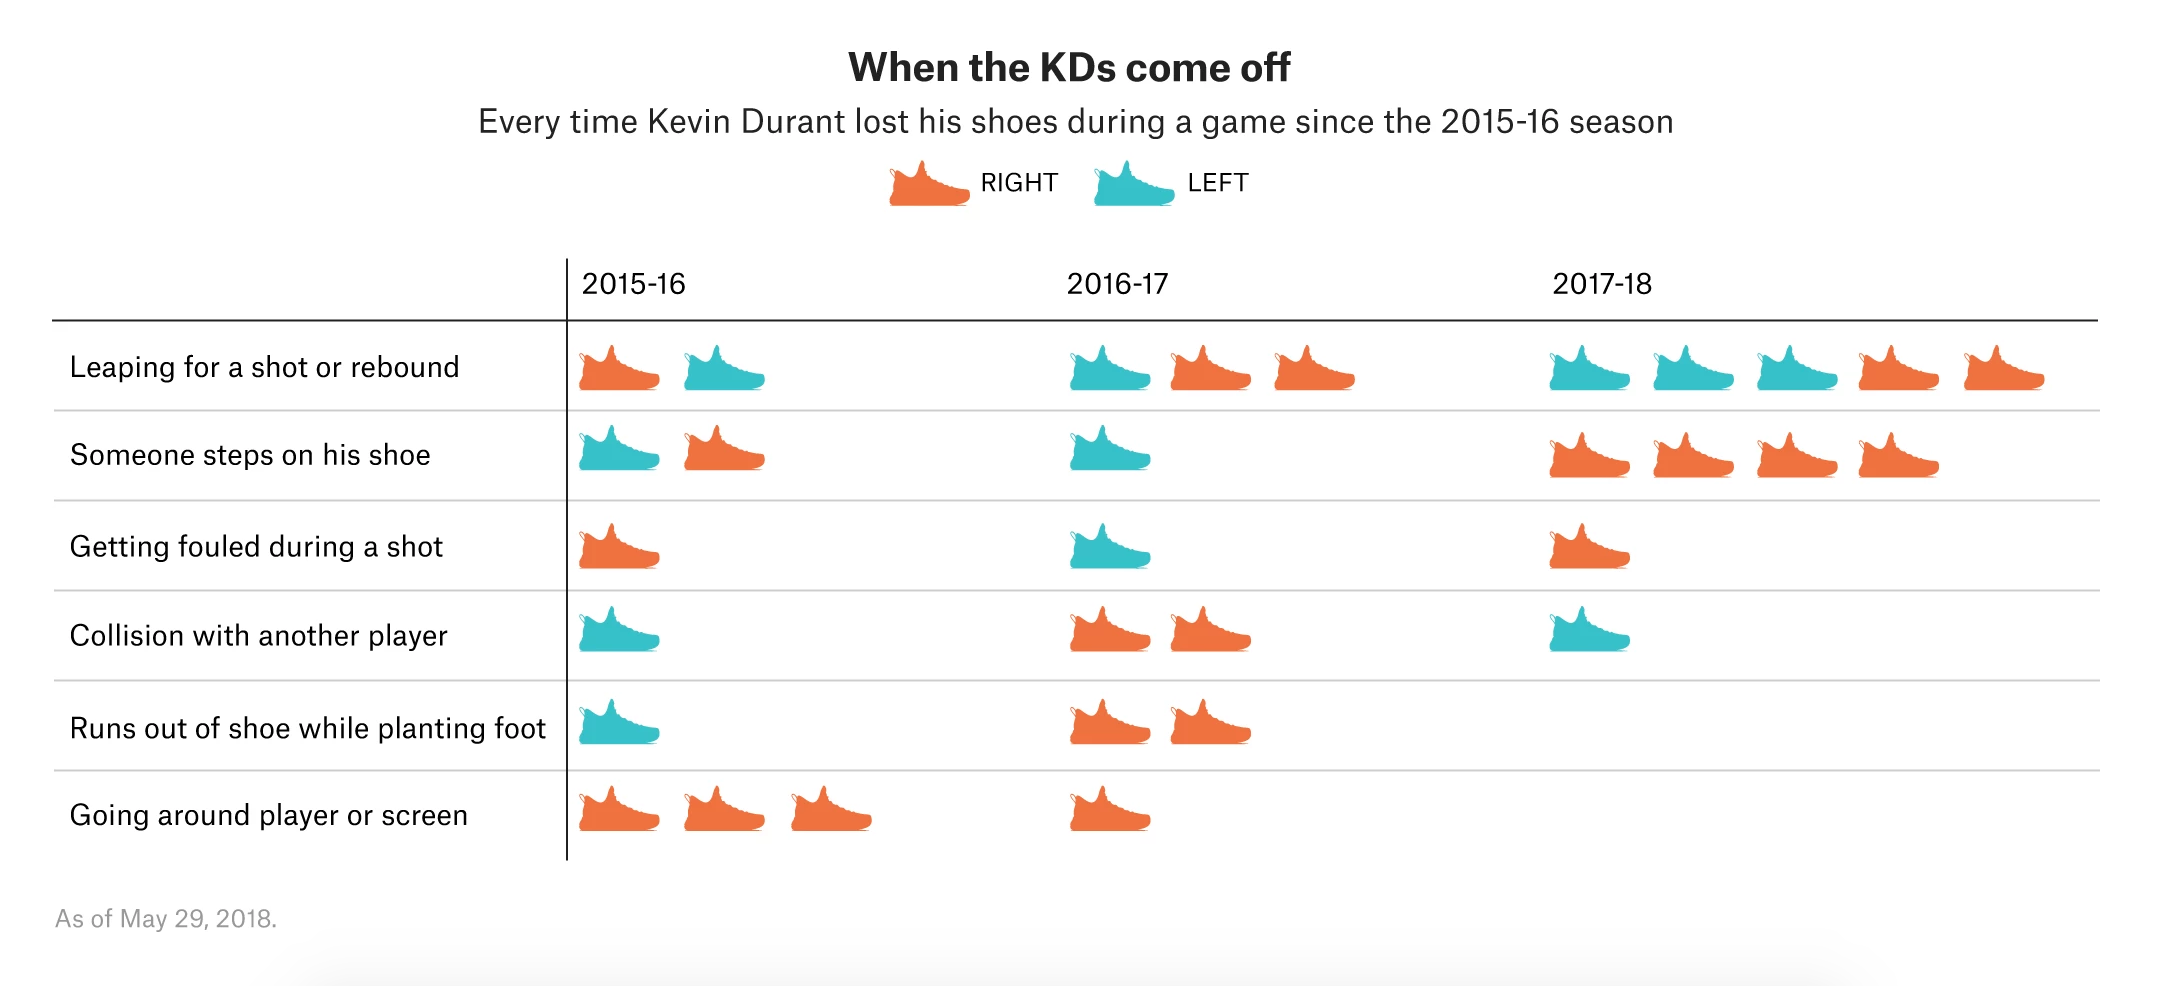 When the KDs come off
Every time Kevin Durant lost his shoes during a game since the 2015-16 season
RIGHT LEFT
2015-16 2016-17 2017-18
Leaping for a shot or rebound
Someone steps on his shoe
Getting fouled during a shot
Collision with another player
Runs out of shoe while planting foot
Going around player or screen
As of May 29, 2018.